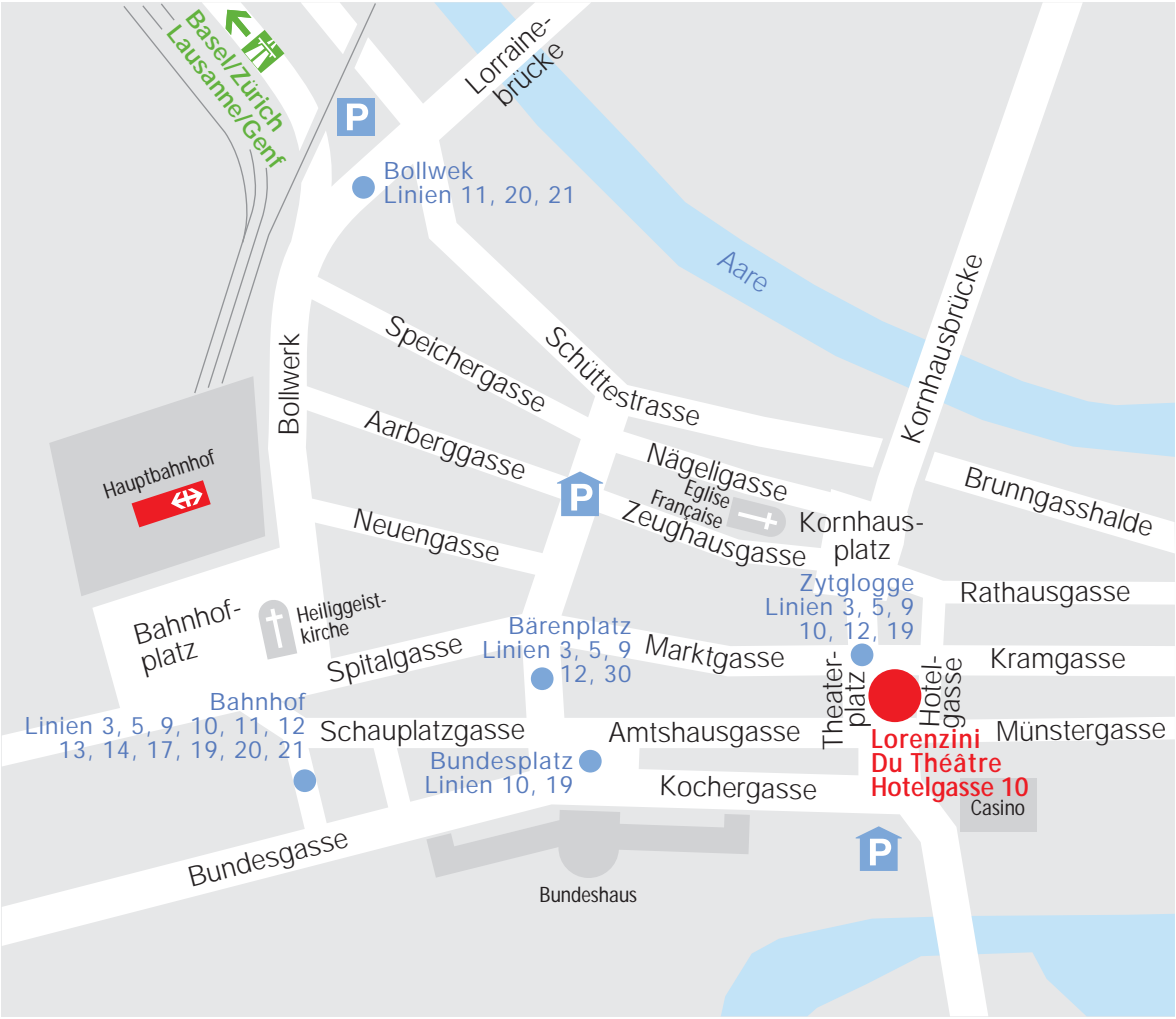 Basel/Zürich
Lausanne/Genf
Lorraine-
brücke
P
Bollwek
Linien 11, 20, 21
Aare
Kornhausbrücke
Bollwerk
Speichergasse
Schüttestrasse
Aarberggasse
Hauptbahnhof
Nägeligasse
Eglise
Française
Zeughausgasse
P
Brunngasshalde
Kornhaus-
platz
Neuengasse
Zytglogge
Linien 3, 5, 9
10, 12, 19
Rathausgasse
Bahnhof-
platz
Heiliggeist-
kirche
Spitalgasse
Bärenplatz
Linien 3, 5, 9
12, 30
Marktgasse
Theater-
platz
Hotel-
gasse
Kramgasse
Bahnhof
Linien 3, 5, 9, 10, 11, 12
13, 14, 17, 19, 20, 21
Schauplatzgasse
Amtshausgasse
Münstergasse
Lorenzini
Du Théâtre
Hotelgasse 10
Bundesplatz
Linien 10, 19
Kochergasse
Casino
Bundesgasse
P
Bundeshaus